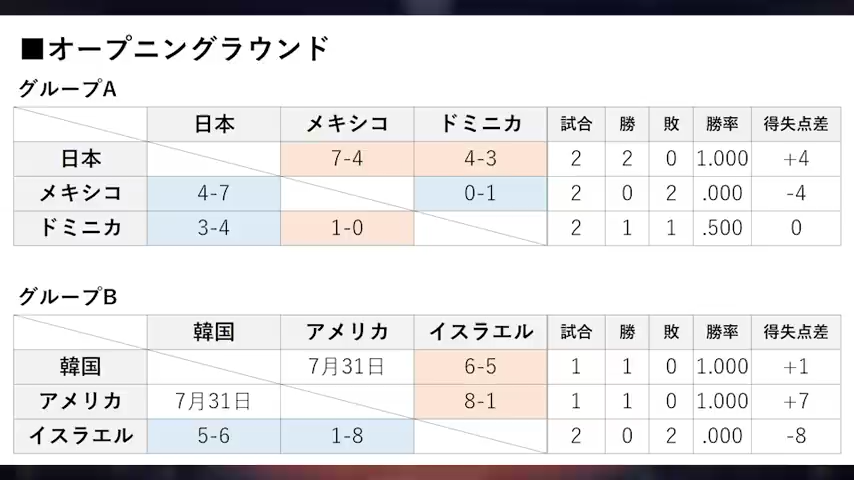 ■オープニングラウンド
グループA
日本 メキシコ ドミニカ 試合 勝 敗 勝率 得失点差
日本 7-4 4-3 2 2 0 1.000 +4
メキシコ 4-7 0-1 2 0 2 .000 -4
ドミニカ 3-4 1-0 2 1 1 .500 0
グループB
韓国 アメリカ イスラエル 試合 勝 敗 勝率 得失点差
韓国 7月31日 6-5 1 1 0 1.000 +1
アメリカ 7月31日 8-1 1 1 0 1.000 +7
イスラエル 5-6 1-8 2 0 2 .000 -8